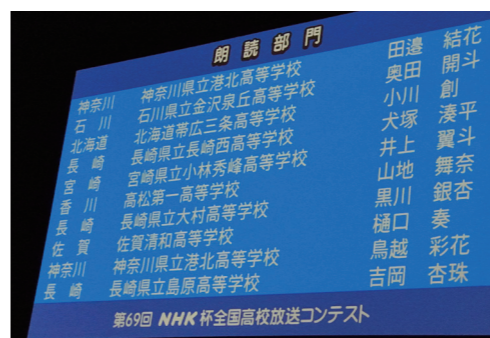 朗読部門
神奈川 神奈川県立港北高等学校 田邉 結花
石川 石川県立金沢泉丘高等学校 奥田 開斗
北海道 北海道帯広三条高等学校 小川 創
長崎 長崎県立長崎西高等学校 犬塚 湊平
宮崎 宮崎県立小林秀峰高等学校 井上 翼斗
香川 高松第一高等学校 山地 舞奈
長崎 長崎県立大村高等学校 黒川 銀杏
佐賀 佐賀清和高等学校 樋口 奏
神奈川 神奈川県立港北高等学校 鳥越 彩花
長崎 長崎県立島原高等学校 吉岡 杏珠
第69回 NHK杯全国高校放送コンテスト